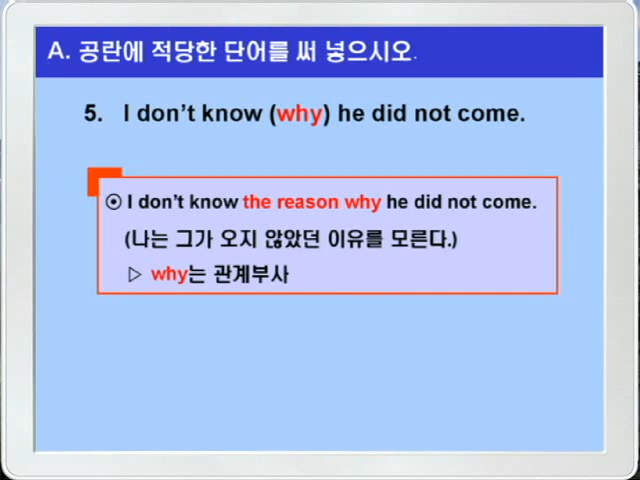 A. 공란에 적당한 단어를 써 넣으시오.
5. I don't know (why) he did not come.
⊙ I don't know the reason why he did not come.
(나는 그가 오지 않았던 이유를 모른다.)
▷ why는 관계부사